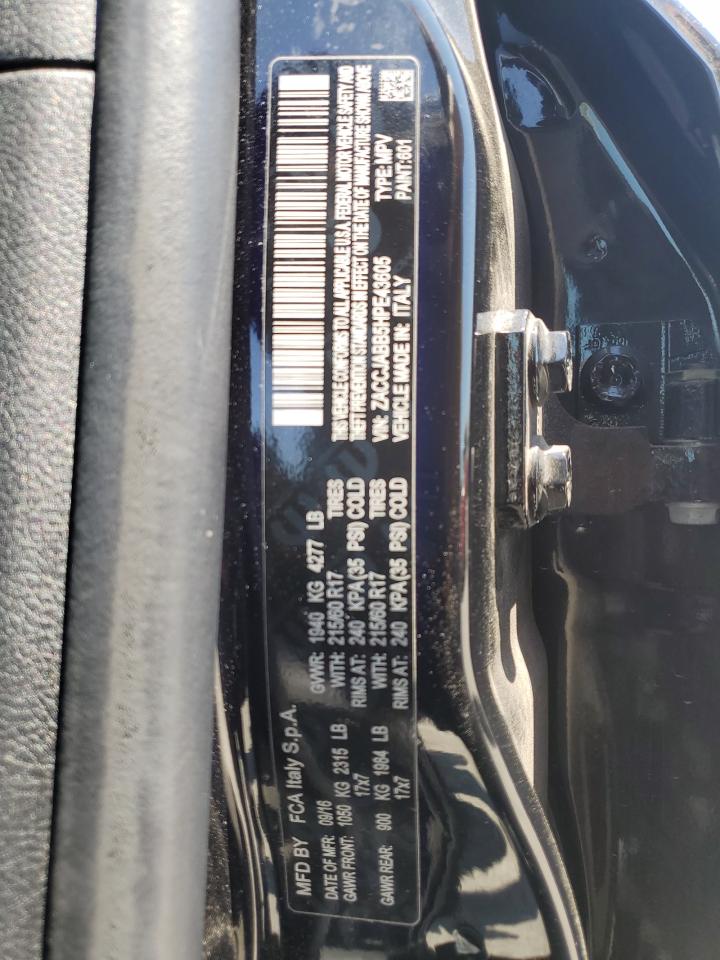 MFD BY FCA Italy S.p.A.
DATE OF MFR: 09/16 GVWR: 1940 KG 4277 LB
GAWR FRONT: 1050 KG 2315 LB WITH: 215/60 R17 TIRES
17x7 RIMS AT: 240 KPA(35 PSI) COLD
GAWR REAR: 900 KG 1984 LB WITH: 215/60 R17 TIRES
17x7 RIMS AT: 240 KPA(35 PSI) COLD
THIS VEHICLE CONFORMS TO ALL APPLICABLE U.S.A. FEDERAL MOTOR VEHICLE SAFETY AND
THEFT PREVENTION STANDARDS IN EFFECT ON THE DATE OF MANUFACTURE SHOWN ABOVE
VIN: ZACCJABB5HPE43605 TYPE: MPV
VEHICLE MADE IN: ITALY PAINT:601